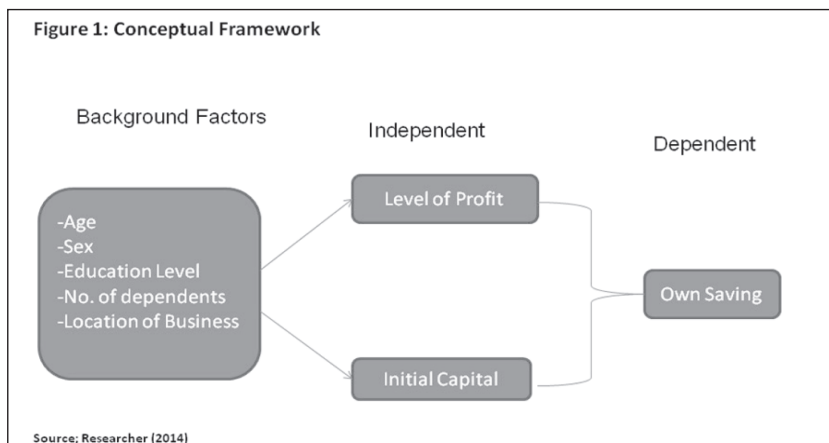 Figure 1: Conceptual Framework
Background Factors
Independent
Dependent
-Age
-Sex
-Education Level
-No. of dependents
-Location of Business
Level of Profit
Initial Capital
Own Saving
Source; Researcher (2014)